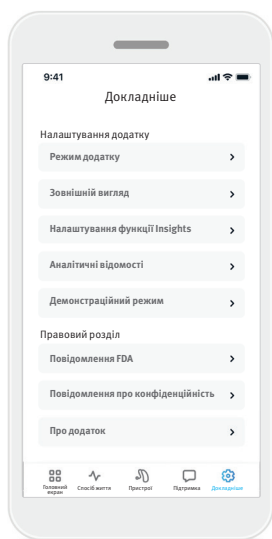 9:41
Докладніше
Налаштування додатку
Режим додатку
Зовнішній вигляд
Налаштування функції Insights
Аналітичні відомості
Демонстраційний режим
Правовий розділ
Повідомлення FDA
Повідомлення про конфіденційність
Про додаток
Головний екран
Спосіб життя
Пристрої
Підтримка
Докладніше